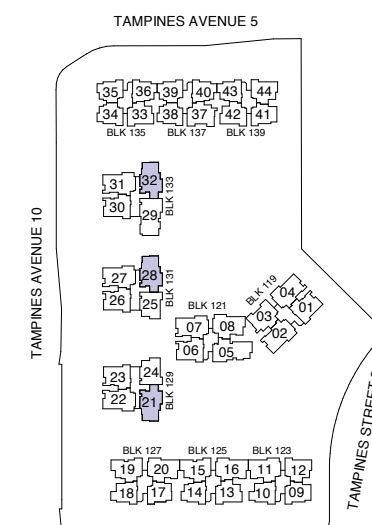 TAMPINES AVENUE 5
35 36 39 40 43 44
34 33 38 37 42 41
BLK 135 BLK 137 BLK 139
31 32
30 29
BLK 133
TAMPINES AVENUE 10
27 28
26 25
BLK 131
BLK 119
04 01
03 02
BLK 121
07 08
06 05
23 24
22 21
BLK 129
TAMPINES STREET
BLK 127 BLK 125 BLK 123
19 20 15 16 11 12
18 17 14 13 10 09